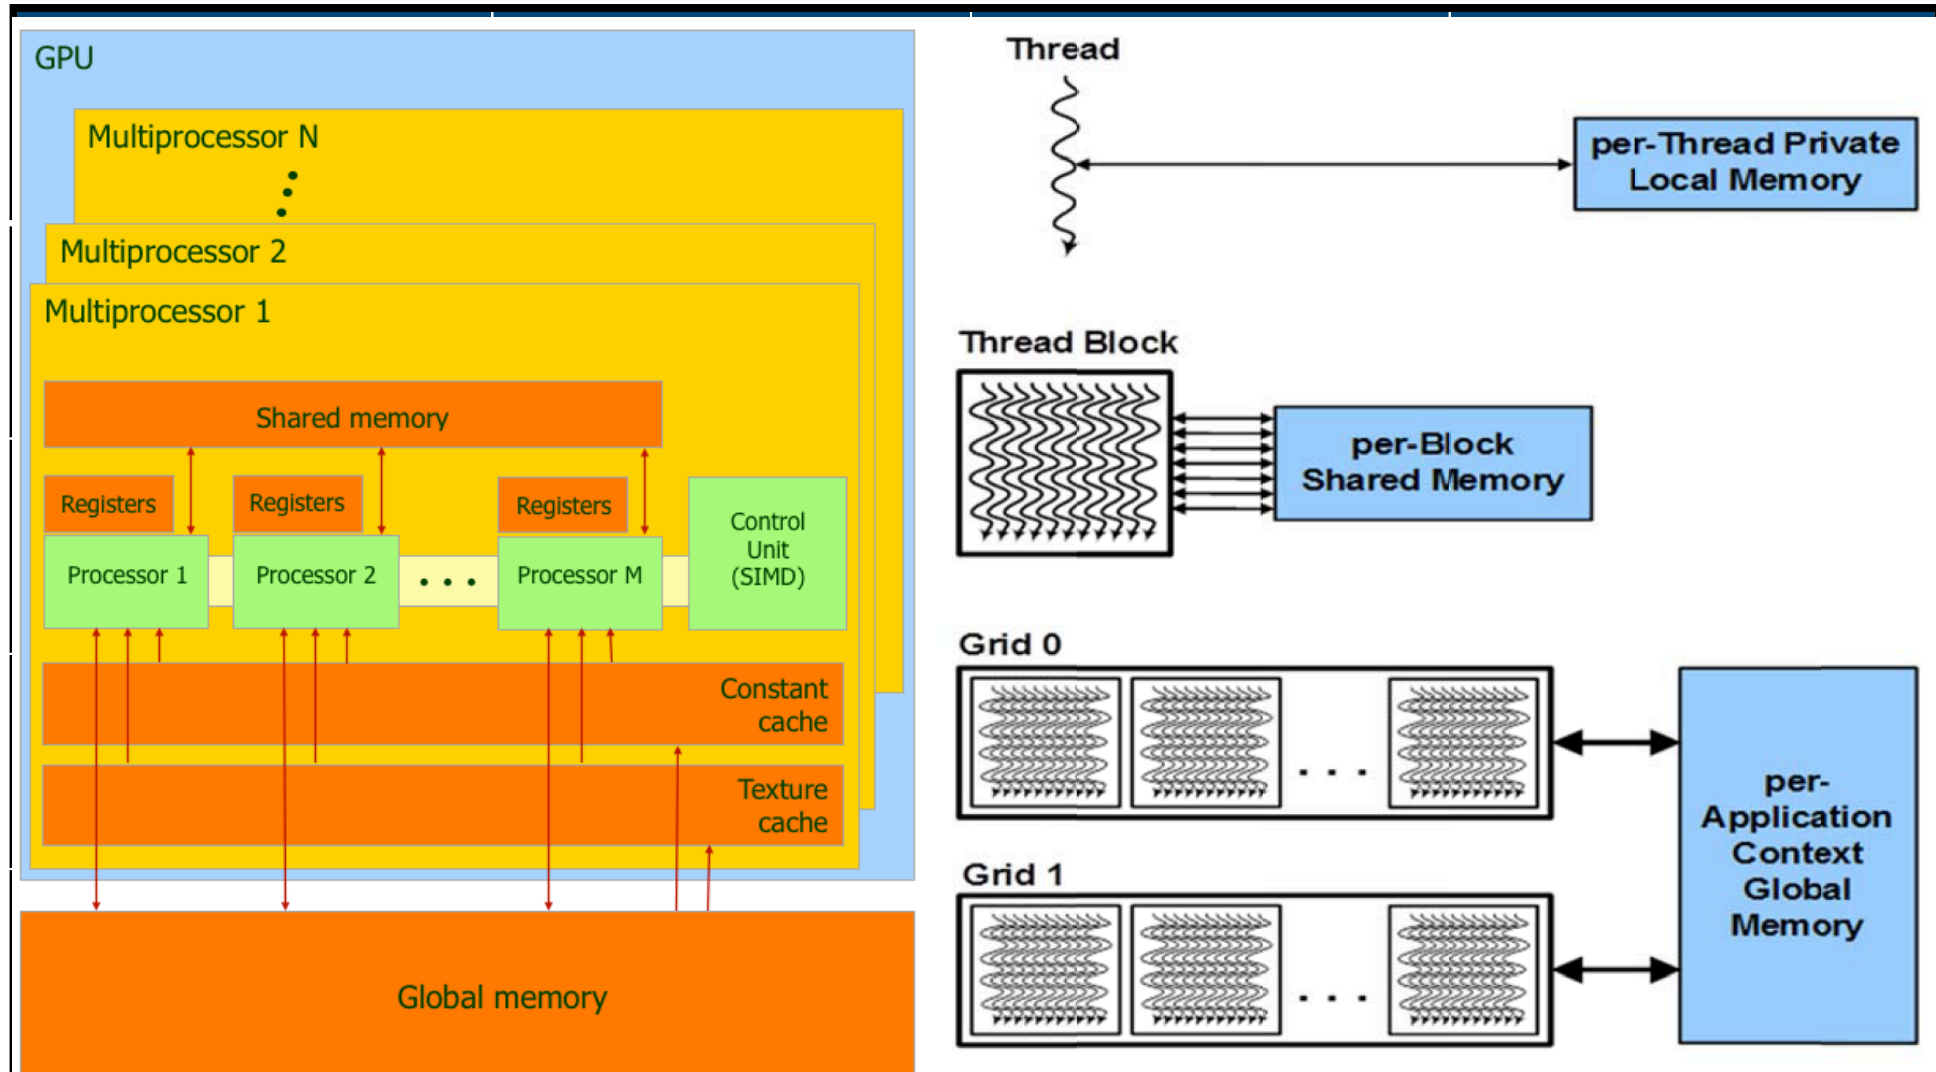 GPU
Multiprocessor N
Multiprocessor 2
Multiprocessor 1
Shared memory
Registers
Registers
Registers
Processor 1
Processor 2
Processor M
Control
Unit
(SIMD)
Constant
cache
Texture
cache
Global memory
Thread
per-Thread Private
Local Memory
Thread Block
per-Block
Shared Memory
Grid 0
Grid 1
per-
Application
Context
Global
Memory